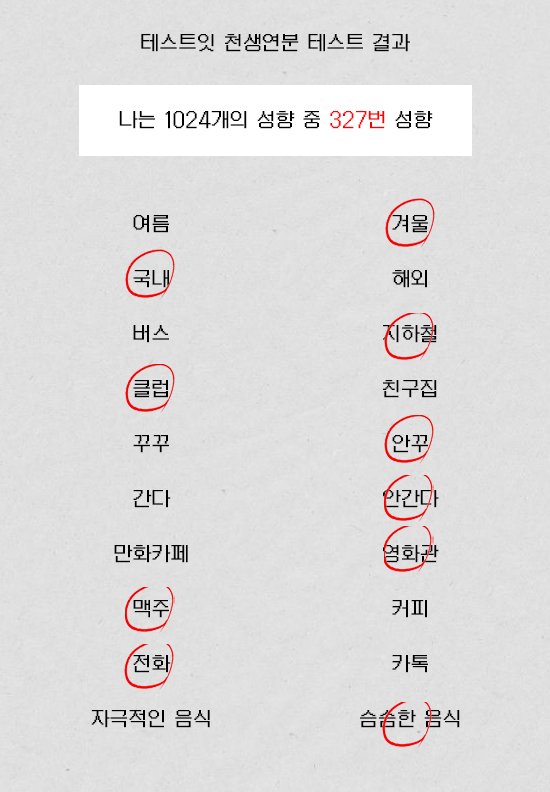 테스트잇 천생연분 테스트 결과
나는 1024개의 성향 중 327번 성향
여름 겨울
국내 해외
버스 지하철
클럽 친구집
꾸꾸 안꾸
간다 안간다
만화카페 영화관
맥주 커피
전화 카톡
자극적인 음식 슴슴한 음식